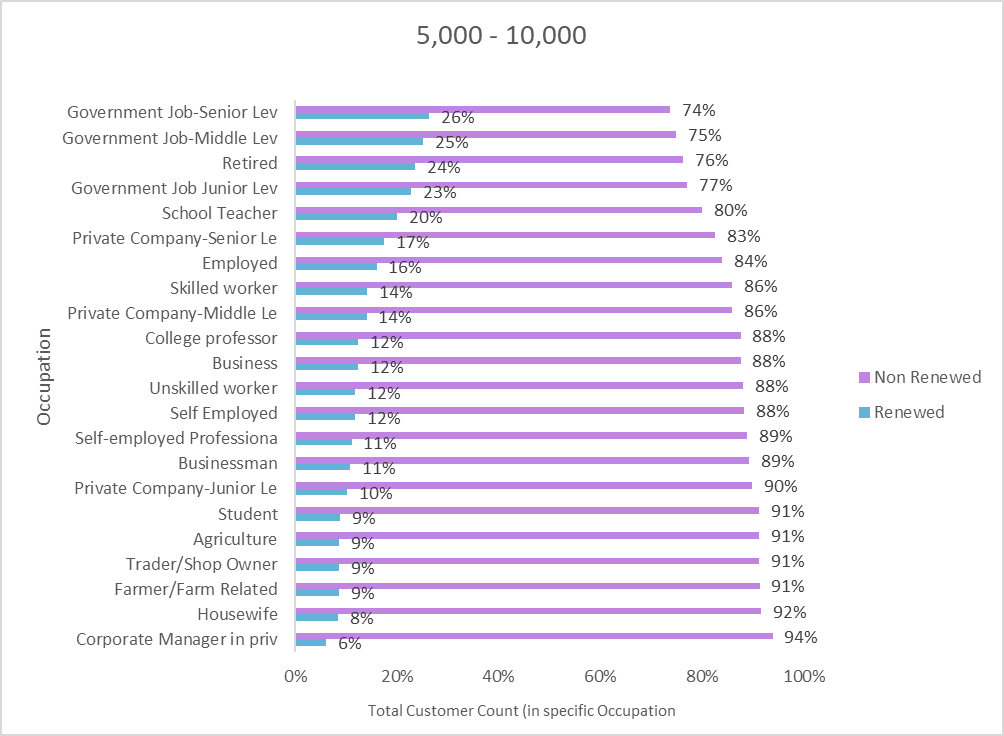 5,000 - 10,000
Government Job-Senior Lev 74% 26%
Government Job-Middle Lev 75% 25%
Retired 76% 24%
Government Job Junior Lev 77% 23%
School Teacher 80% 20%
Private Company-Senior Le 83% 17%
Employed 84% 16%
Skilled worker 86% 14%
Private Company-Middle Le 86% 14%
College professor 88% 12%
Business 88% 12%
Unskilled worker 88% 12%
Self Employed 88% 12%
Self-employed Professiona 89% 11%
Businessman 89% 11%
Private Company-Junior Le 90% 10%
Student 91% 9%
Agriculture 91% 9%
Trader/Shop Owner 91% 9%
Farmer/Farm Related 91% 9%
Housewife 92% 8%
Corporate Manager in priv 94% 6%
Occupation
0% 20% 40% 60% 80% 100%
Total Customer Count (in specific Occupation
Non Renewed
Renewed